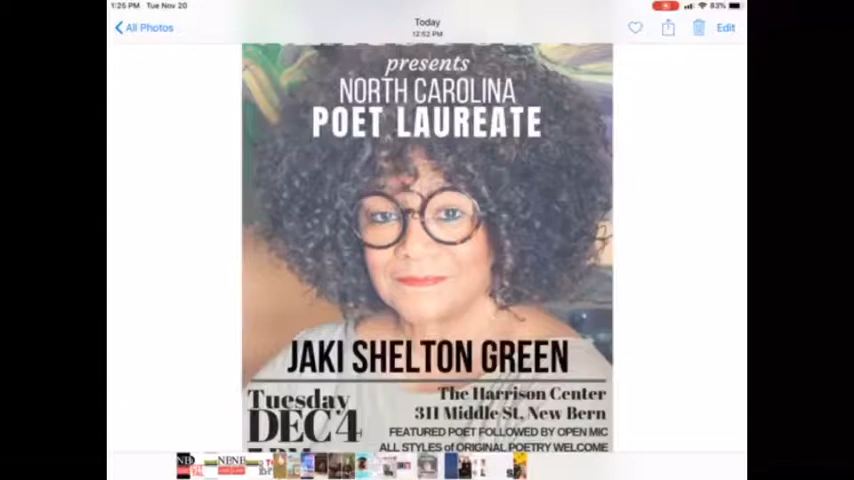 1:25 PM Tue Nov 20
93%
All Photos
Today
12:52 PM
Edit
presents
NORTH CAROLINA
POET LAUREATE
JAKI SHELTON GREEN
Tuesday
DEC 4
The Harrison Center
311 Middle St, New Bern
FEATURED POET FOLLOWED BY OPEN MIC
ALL STYLES of ORIGINAL POETRY WELCOME